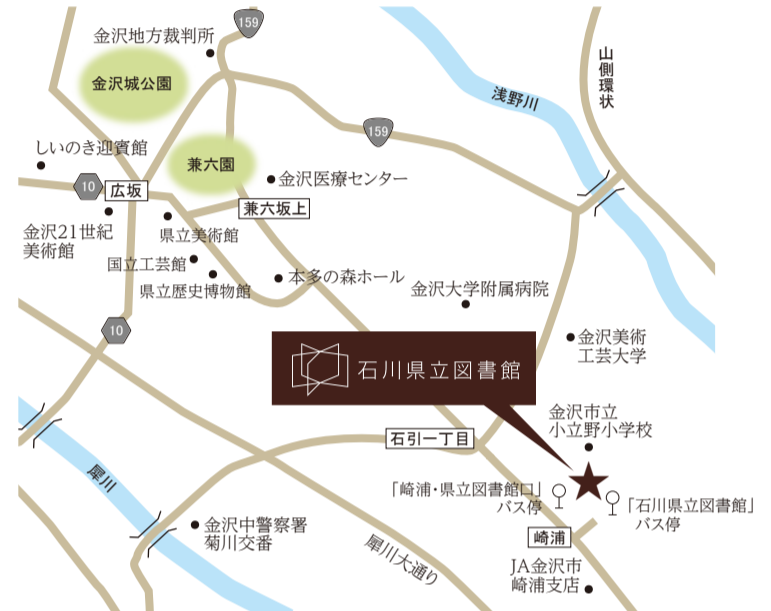 159
金沢地方裁判所
山側環状
金沢城公園
浅野川
159
しいのき迎賓館
兼六園
10
広坂
金沢医療センター
兼六坂上
金沢21世紀
美術館
県立美術館
国立工芸館
県立歴史博物館
本多の森ホール
金沢大学附属病院
10
金沢美術
工芸大学
石川県立図書館
金沢市立
小立野小学校
石引一丁目
犀川
「崎浦・県立図書館口」
バス停
「石川県立図書館」
バス停
金沢中警察署
菊川交番
崎浦
犀川大通り
JA金沢市
崎浦支店